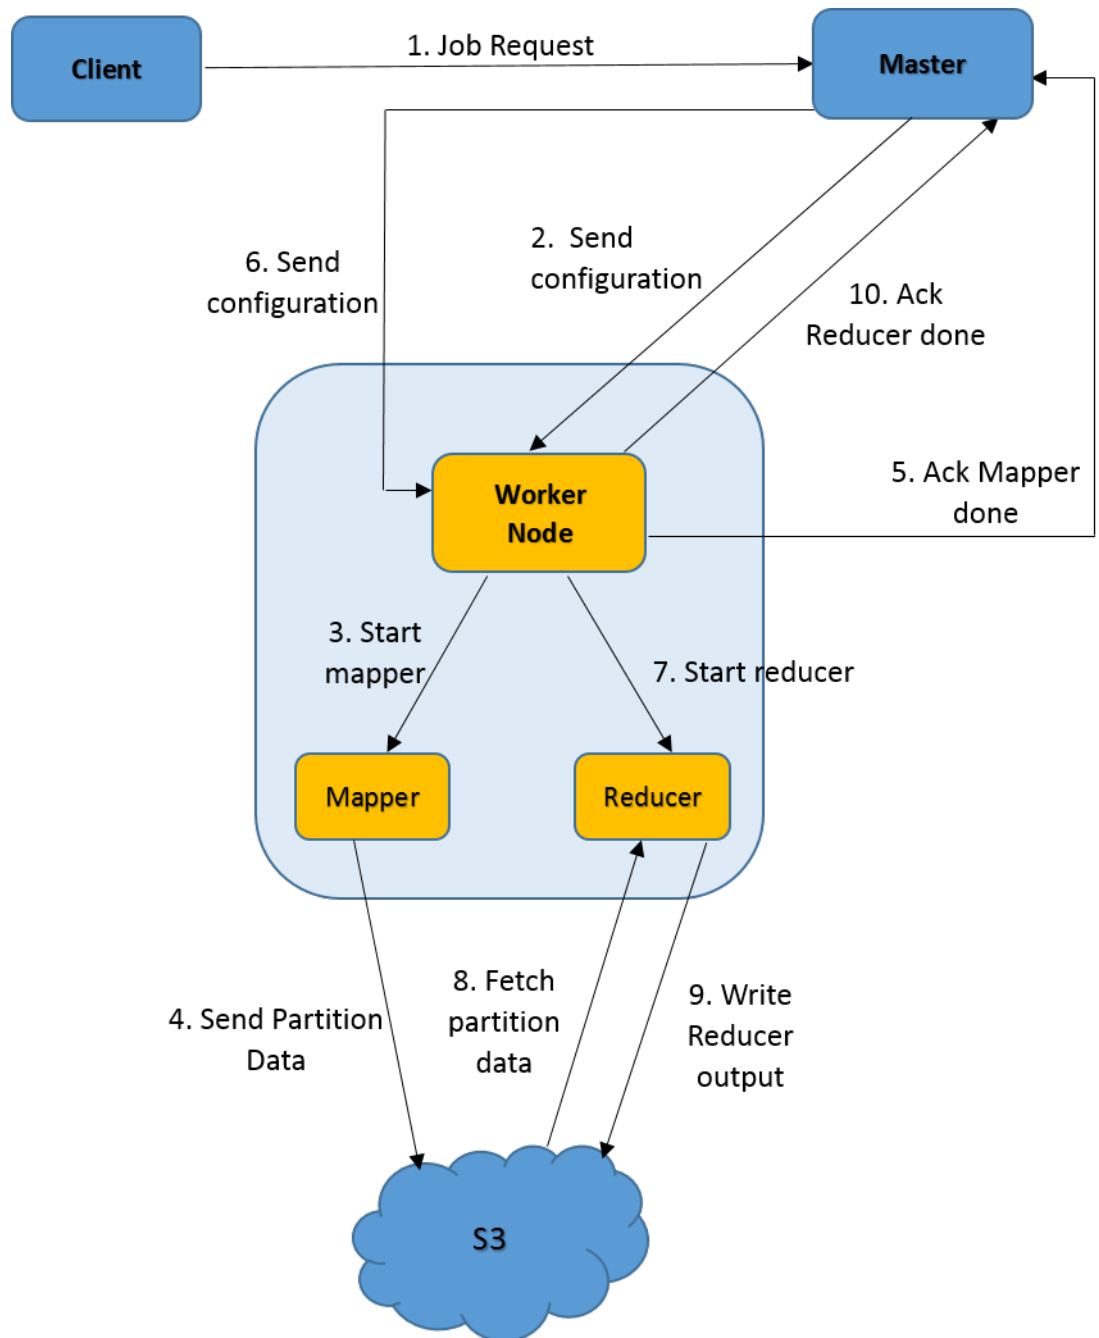 Client
1. Job Request
Master
2. Send
configuration
6. Send
configuration
10. Ack
Reducer done
Worker
Node
5. Ack Mapper
done
3. Start
mapper
7. Start reducer
Mapper
Reducer
4. Send Partition
Data
8. Fetch
partition
data
9. Write
Reducer
output
S3